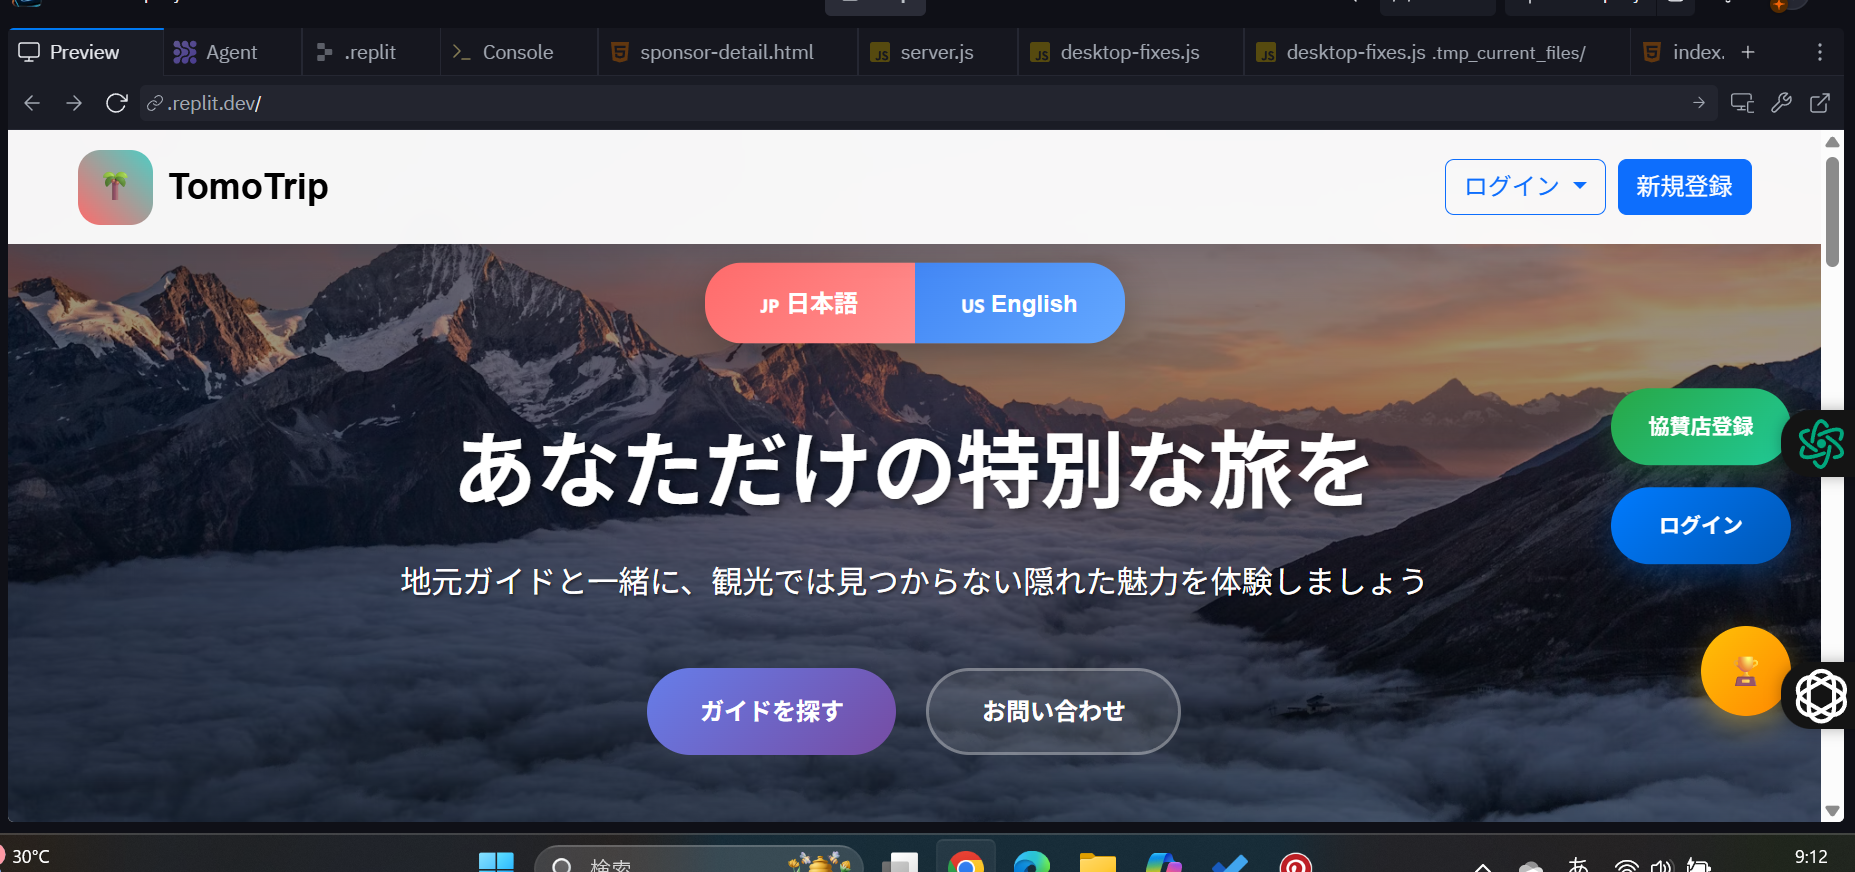 Preview
Agent
.replit
Console
sponsor-detail.html
server.js
desktop-fixes.js
desktop-fixes.js .tmp_current_files/
index.
.replit.dev/
TomoTrip
ログイン
新規登録
JP 日本語
US English
協賛店登録
あなただけの特別な旅を
ログイン
地元ガイドと一緒に、観光では見つからない隠れた魅力を体験しましょう
ガイドを探す
お問い合わせ
30°C
検索
あ
9:12